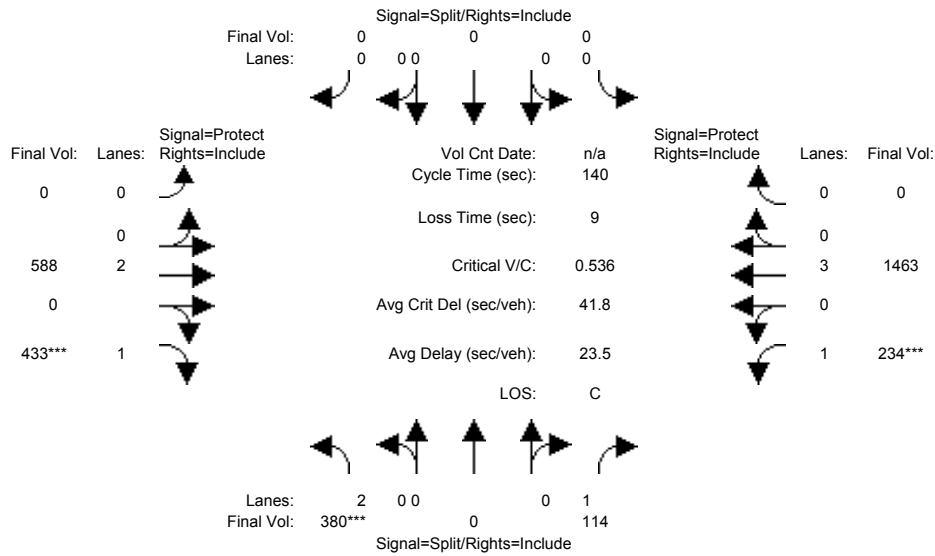 Signal=Split/Rights=Include
Final Vol: 0 0 0
Lanes: 0 0 0 0 0
Signal=Protect Signal=Protect
Final Vol: Lanes: Rights=Include Vol Cnt Date: n/a Rights=Include Lanes: Final Vol:
Cycle Time (sec): 140
0 0 0 0
Loss Time (sec): 9
0 0
588 2 Critical V/C: 0.536 3 1463
0 Avg Crit Del (sec/veh): 41.8 0
433*** 1 Avg Delay (sec/veh): 23.5 1 234***
LOS: C
Lanes: 2 0 0 0 1
Final Vol: 380*** 0 114
Signal=Split/Rights=Include